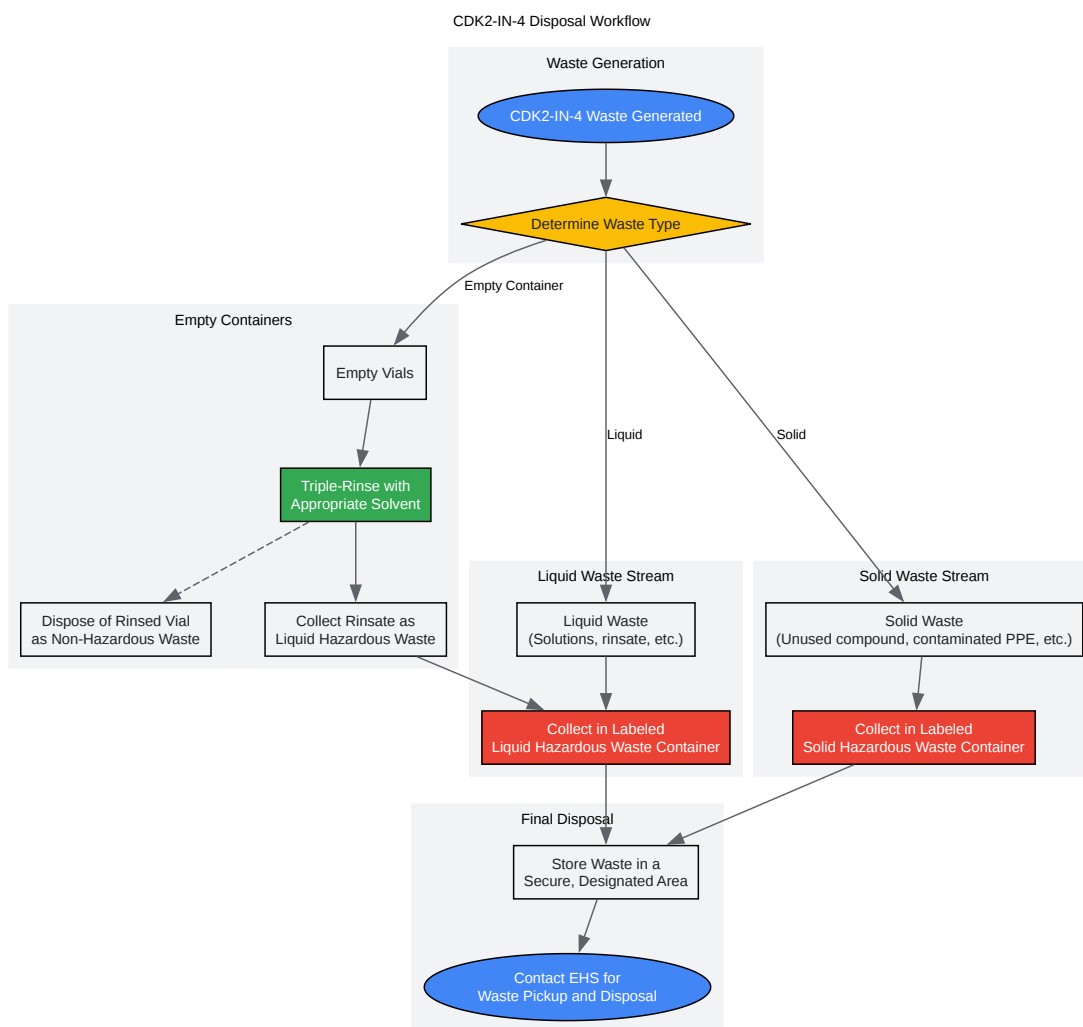 CDK2-IN-4 Disposal Workflow
Waste Generation
CDK2-IN-4 Waste Generated
Determine Waste Type
Empty Container
Empty Containers
Empty Vials
Liquid
Solid
Triple-Rinse with
Appropriate Solvent
Liquid Waste Stream
Solid Waste Stream
Dispose of Rinsed Vial
as Non-Hazardous Waste
Collect Rinsate as
Liquid Hazardous Waste
Liquid Waste
(Solutions, rinsate, etc.)
Solid Waste
(Unused compound, contaminated PPE, etc.)
Collect in Labeled
Liquid Hazardous Waste Container
Collect in Labeled
Solid Hazardous Waste Container
Final Disposal
Store Waste in a
Secure, Designated Area
Contact EHS for
Waste Pickup and Disposal